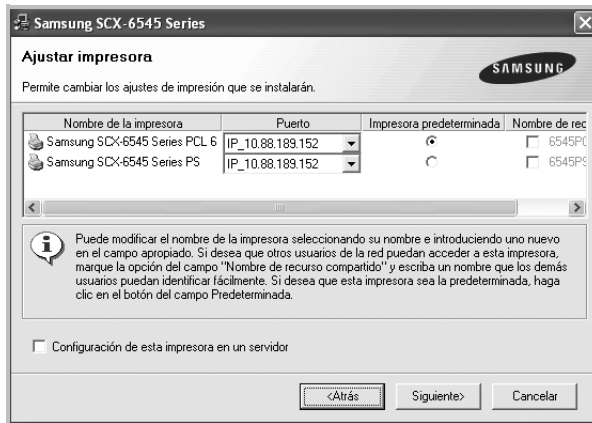 Samsung SCX-6545 Series
Ajustar impresora
Permite cambiar los ajustes de impresión que se instalarán.
SAMSUNG
Nombre de la impresora Puerto Impresora predeterminada Nombre de rec
Samsung SCX-6545 Series PCL 6 IP_10.88.189.152 6545PC
Samsung SCX-6545 Series PS IP_10.88.189.152 6545PS
Puede modificar el nombre de la impresora seleccionando su nombre e introduciendo uno nuevo
en el campo apropiado. Si desea que otros usuarios de la red puedan acceder a esta impresora,
marque la opción del campo "Nombre de recurso compartido" y escriba un nombre que los demás
usuarios puedan identificar fácilmente. Si desea que esta impresora sea la predeterminada, haga
clic en el botón del campo Predeterminada.
Configuración de esta impresora en un servidor
<Atrás Siguiente> Cancelar